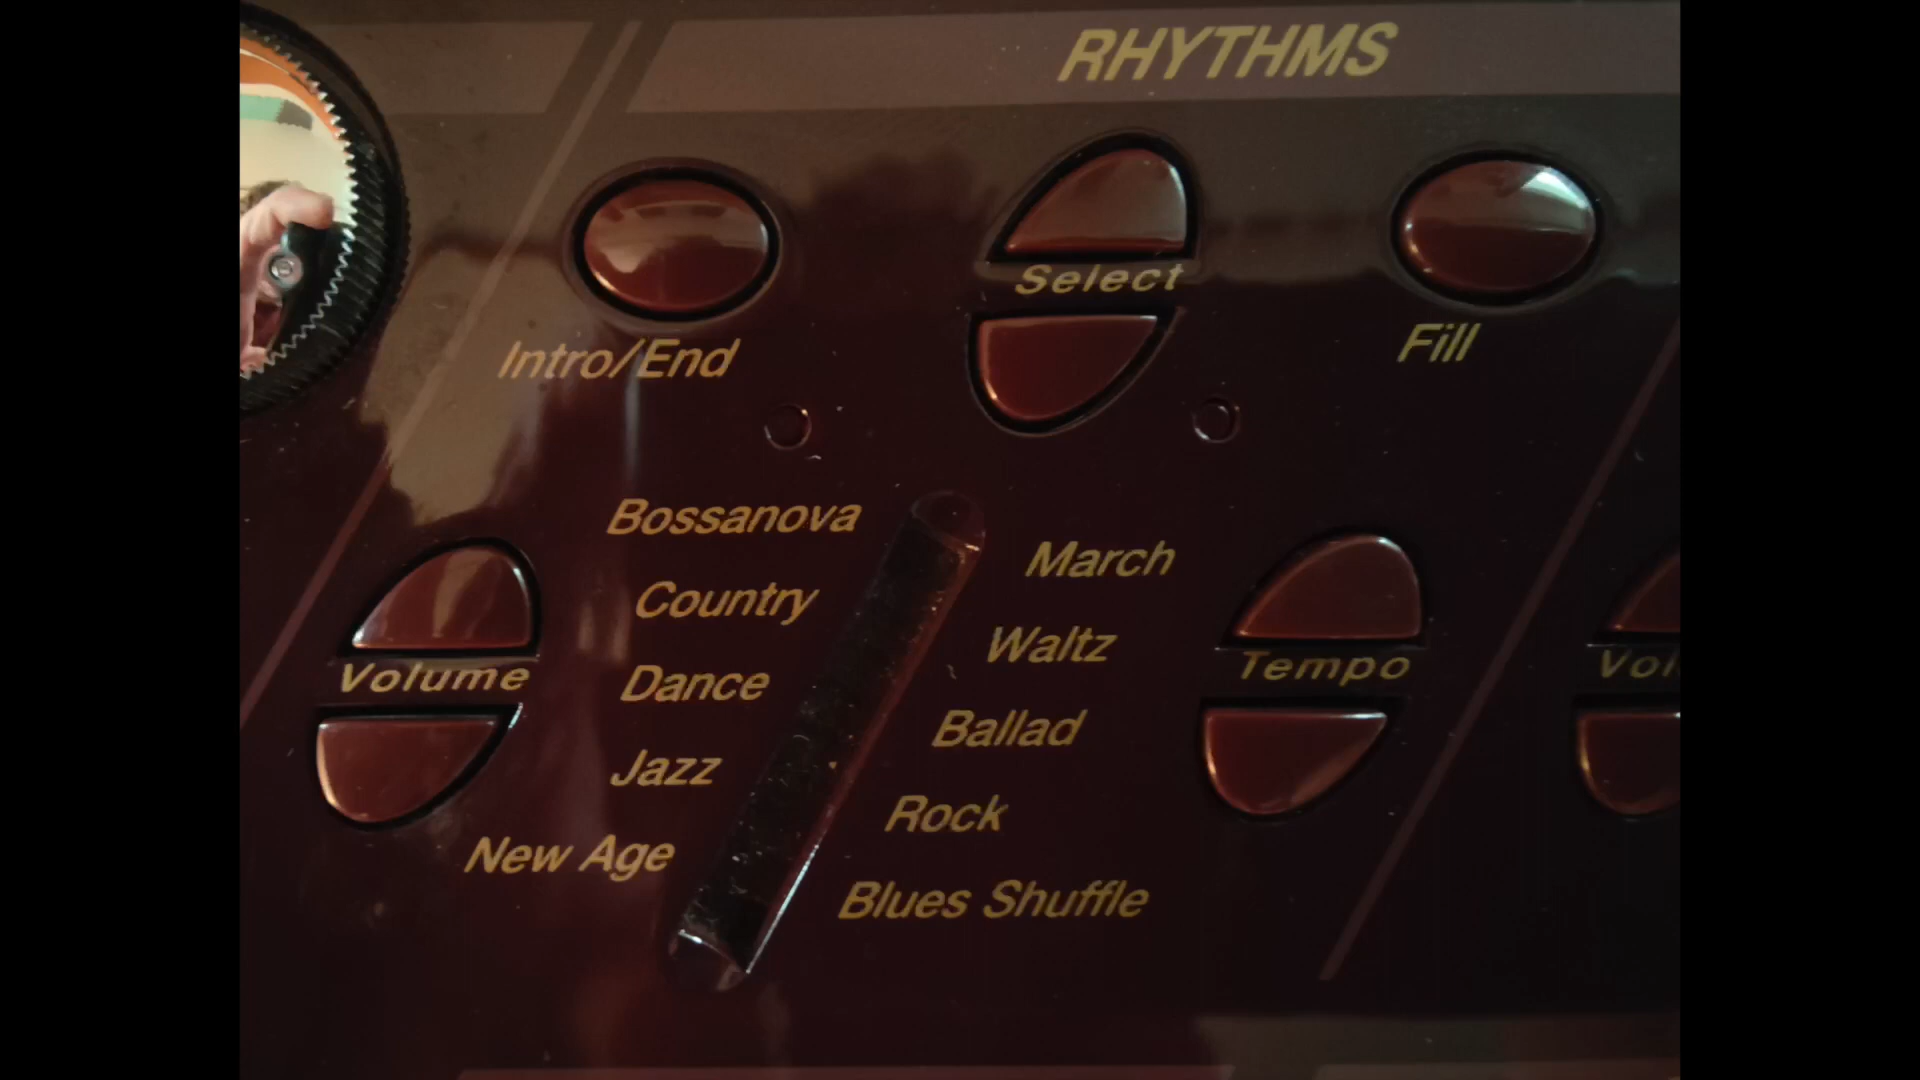 RHYTHMS
Select
Intro/End
Fill
Bossanova
March
Country
Waltz
Volume
Dance
Tempo
Ballad
Jazz
Rock
New Age
Blues Shuffle